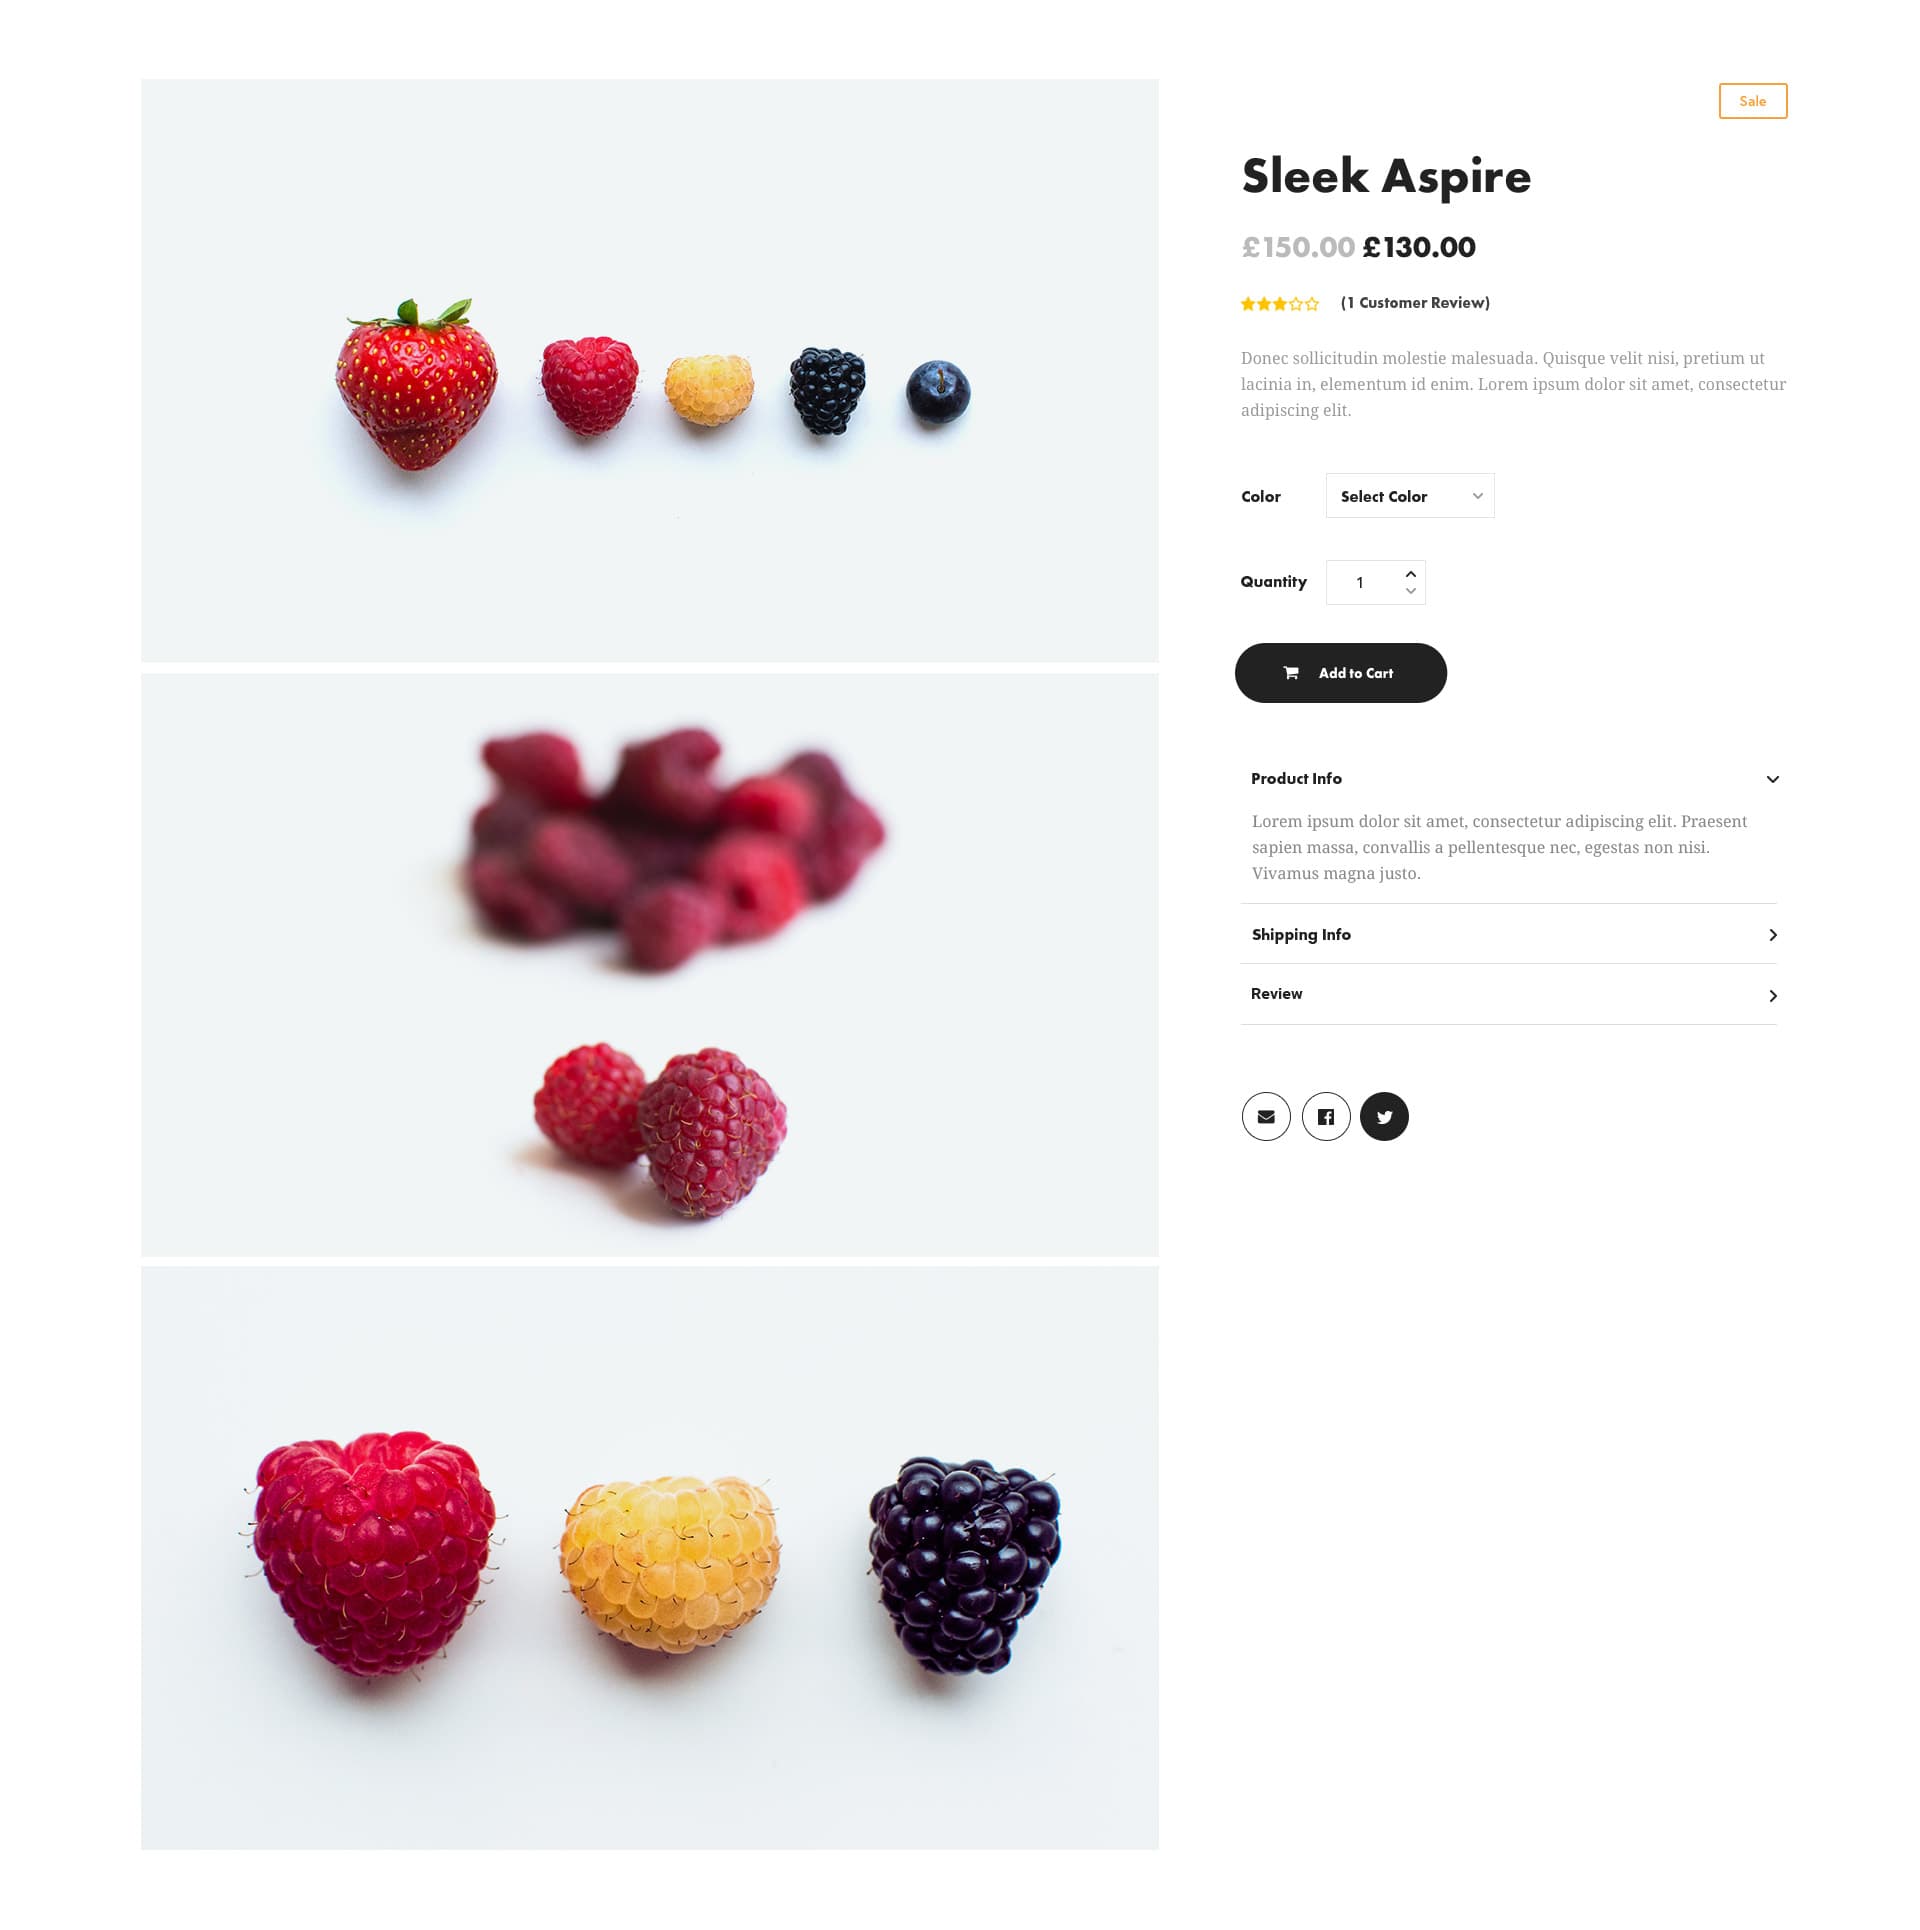 Sale
Sleek Aspire
£150.00 £130.00
(1 Customer Review)
Donec sollicitudin molestie malesuada. Quisque velit nisi, pretium ut
lacinia in, elementum id enim. Lorem ipsum dolor sit amet, consectetur
adipiscing elit.
Color Select Color
Quantity 1
Add to Cart
Product Info
Lorem ipsum dolor sit amet, consectetur adipiscing elit. Praesent
sapien massa, convallis a pellentesque nec, egestas non nisi.
Vivamus magna justo.
Shipping Info
Review